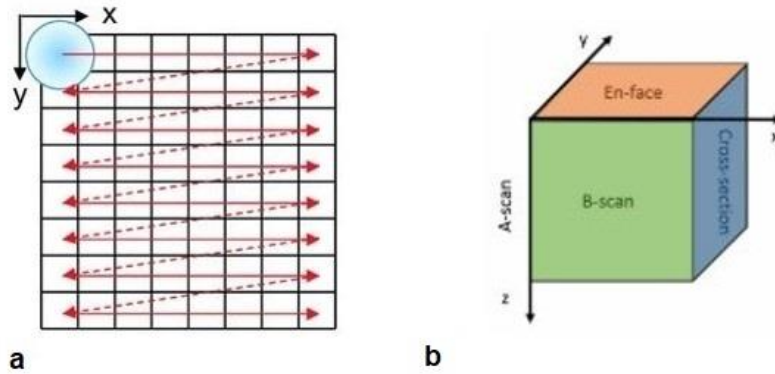 x
y
a
y
En-face
x
B-scan
Cross-section
A-scan
z
b